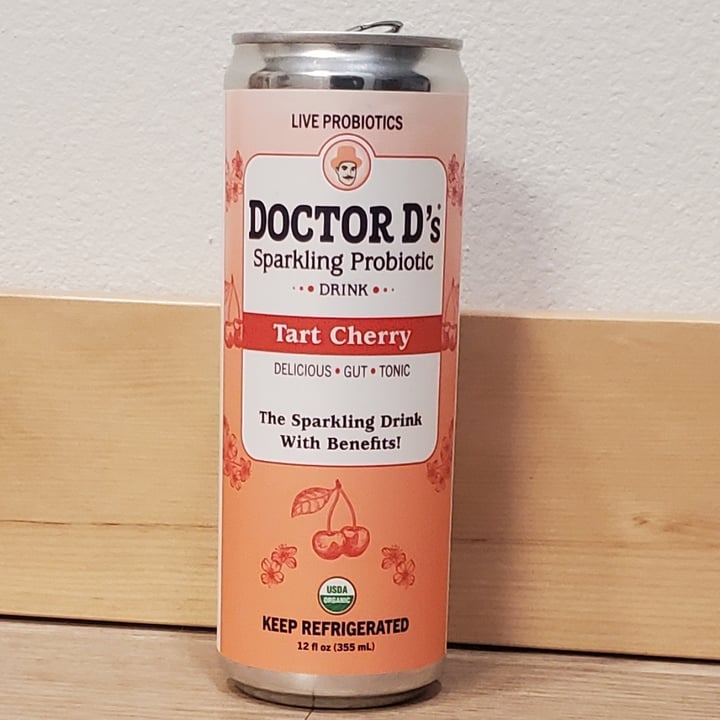 LIVE PROBIOTICS
DOCTOR D's
Sparkling Probiotic
DRINK
Tart Cherry
DELICIOUS • GUT • TONIC
The Sparkling Drink
With Benefits!
USDA
ORGANIC
KEEP REFRIGERATED
12 fl oz (355 mL)